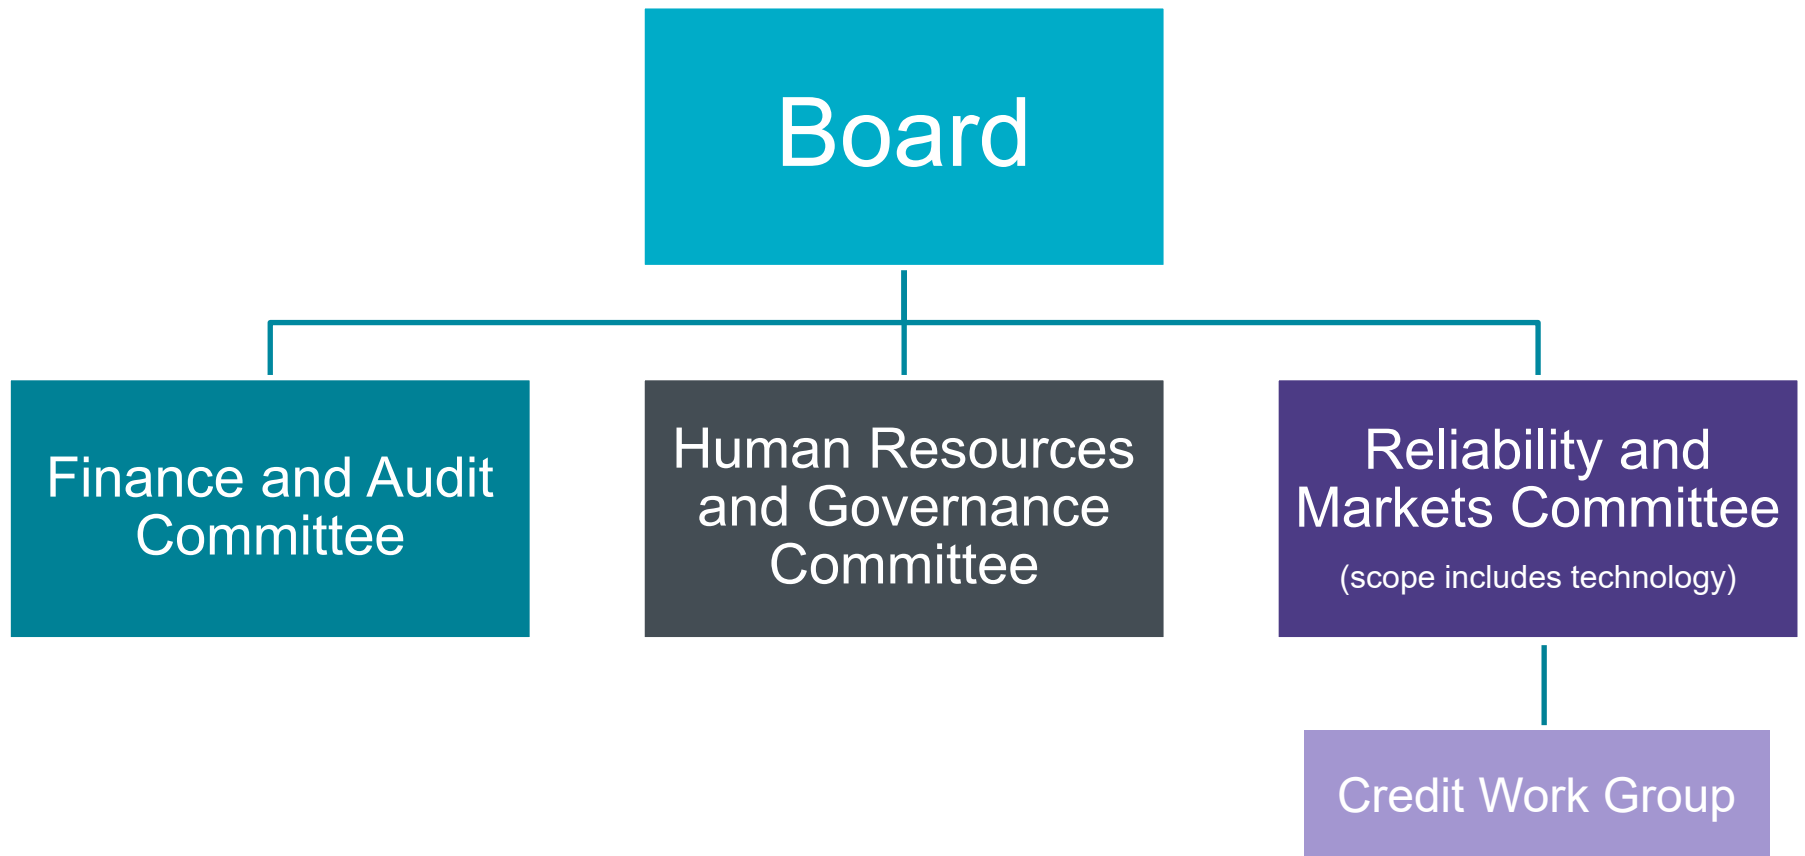 Board
Finance and Audit
Committee
Human Resources
and Governance
Committee
Reliability and
Markets Committee
(scope includes technology)
Credit Work Group